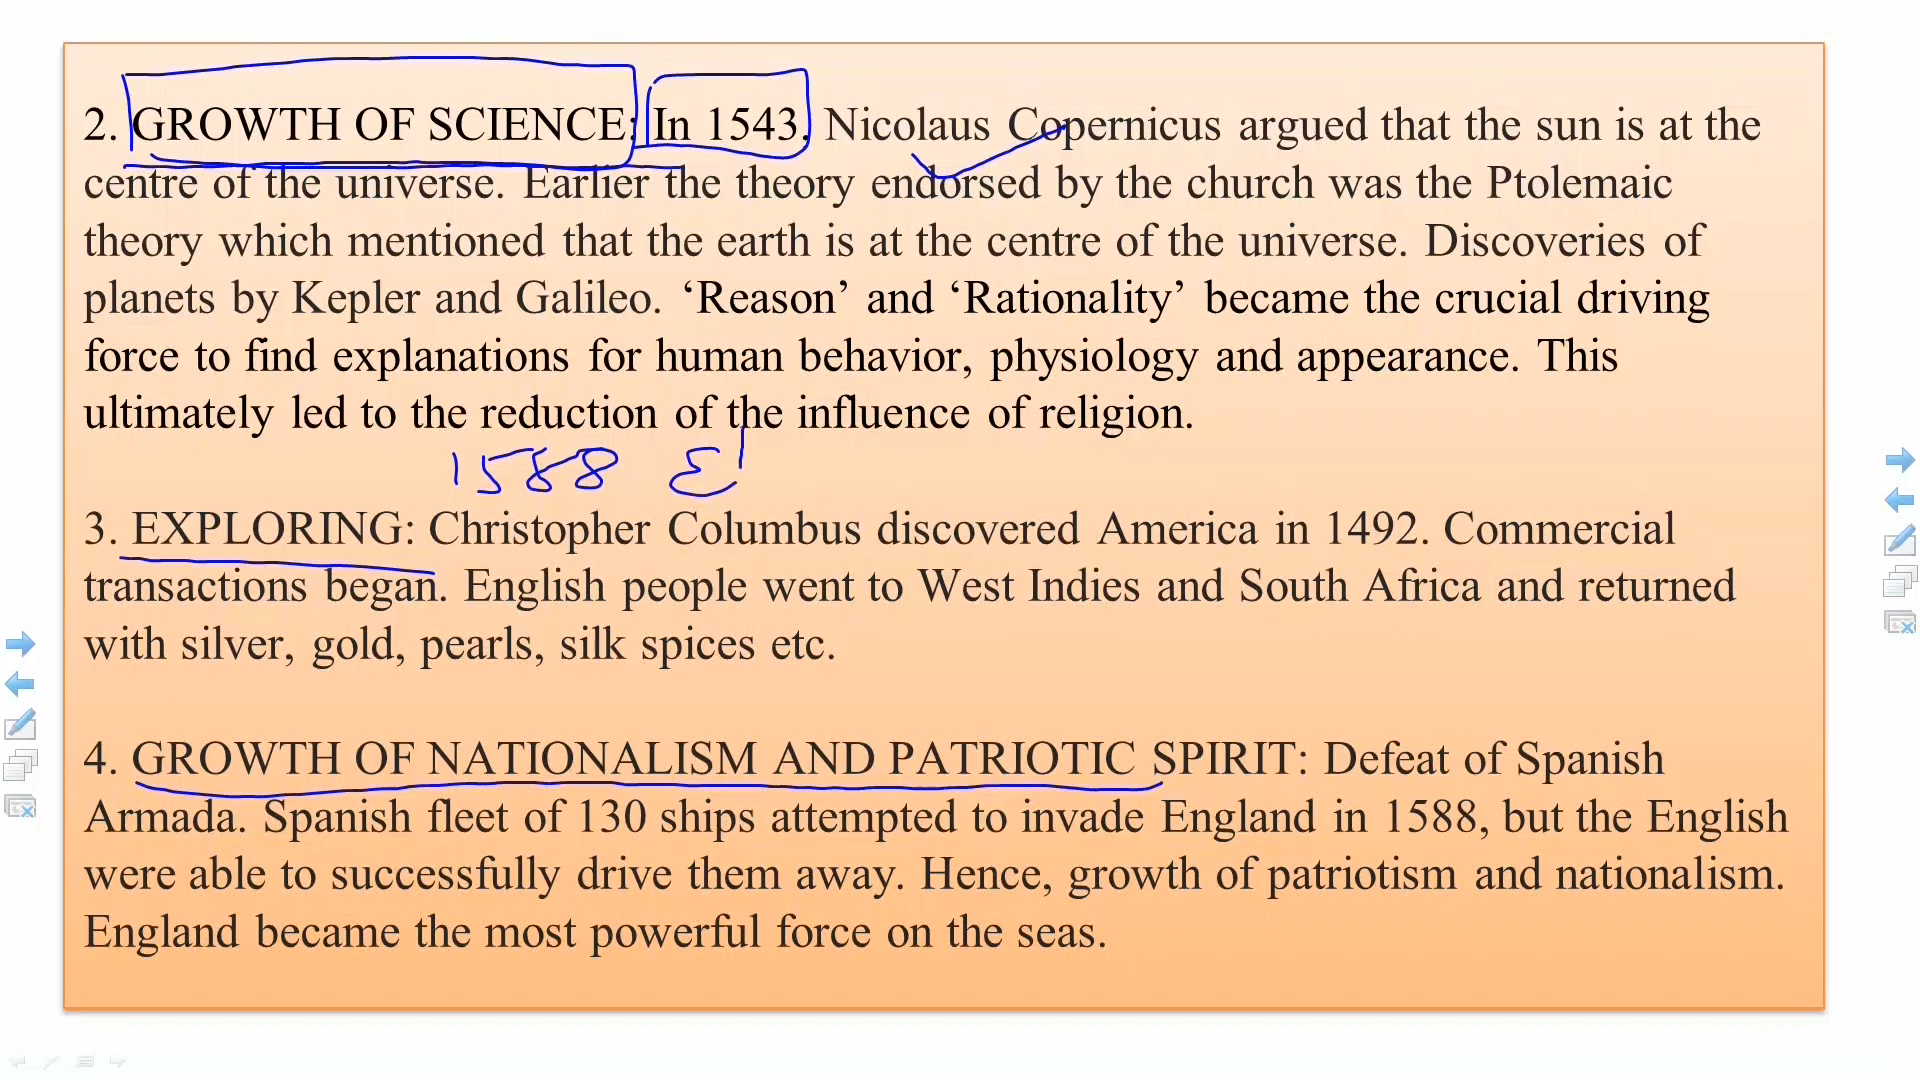 2. GROWTH OF SCIENCE: In 1543, Nicolaus Copernicus argued that the sun is at the
centre of the universe. Earlier the theory endorsed by the church was the Ptolemaic
theory which mentioned that the earth is at the centre of the universe. Discoveries of
planets by Kepler and Galileo. ‘Reason’ and ‘Rationality’ became the crucial driving
force to find explanations for human behavior, physiology and appearance. This
ultimately led to the reduction of the influence of religion.
1588
3. EXPLORING: Christopher Columbus discovered America in 1492. Commercial
transactions began. English people went to West Indies and South Africa and returned
with silver, gold, pearls, silk spices etc.
4. GROWTH OF NATIONALISM AND PATRIOTIC SPIRIT: Defeat of Spanish
Armada. Spanish fleet of 130 ships attempted to invade England in 1588, but the English
were able to successfully drive them away. Hence, growth of patriotism and nationalism.
England became the most powerful force on the seas.